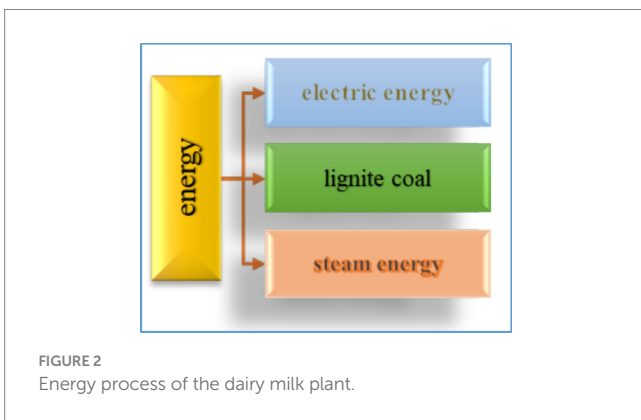 energy
electric energy
lignite coal
steam energy
FIGURE 2
Energy process of the dairy milk plant.